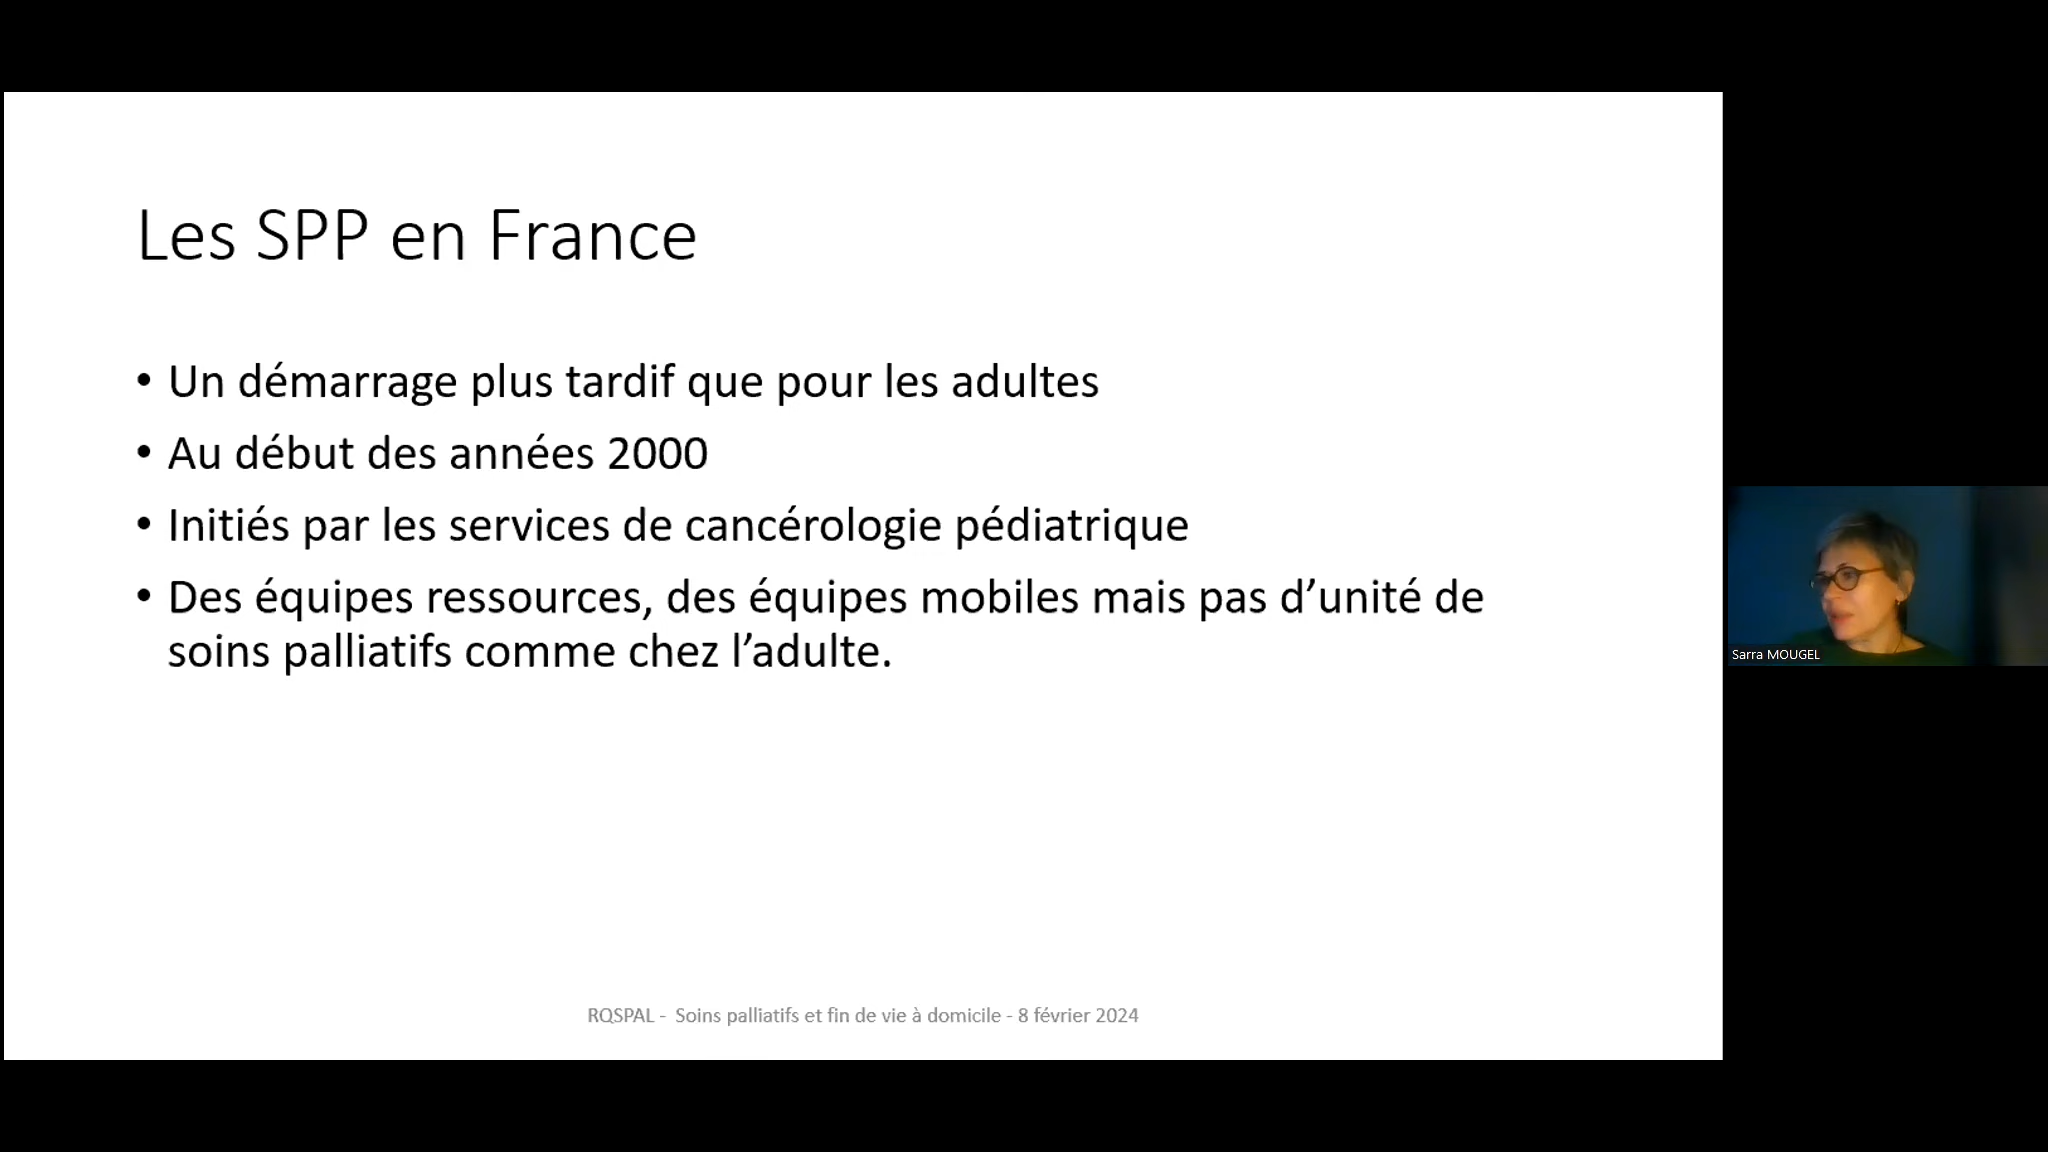 Les SPP en France
• Un démarrage plus tardif que pour les adultes
• Au début des années 2000
• Initiés par les services de cancérologie pédiatrique
• Des équipes ressources, des équipes mobiles mais pas d’unité de
soins palliatifs comme chez l’adulte.
Sarra MOUGEL
RQSPAL - Soins palliatifs et fin de vie à domicile - 8 février 2024